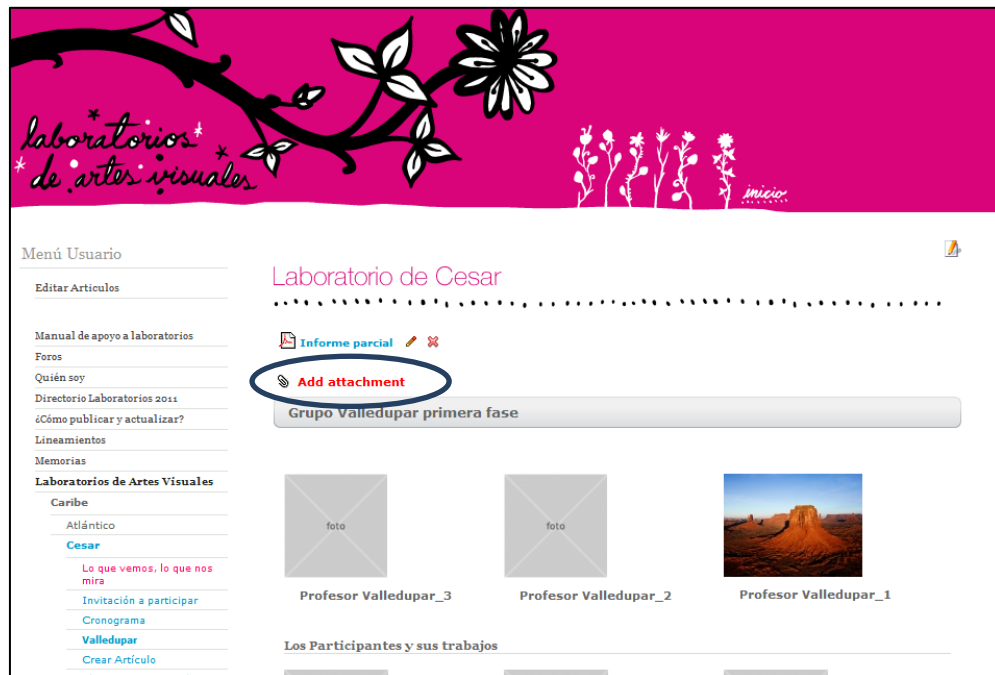 laboratorios
de artes visuales
inicio
Menú Usuario
Editar Articulos
Manual de apoyo a laboratorios
Foros
Quién soy
Directorio Laboratorios 2011
¿Cómo publicar y actualizar?
Lineamientos
Memorias
Laboratorios de Artes Visuales
Caribe
Atlántico
Cesar
Lo que vemos, lo que nos
mira
Invitación a participar
Cronograma
Valledupar
Crear Artículo
Laboratorio de Cesar
Informe parcial
Add attachment
Grupo Valledupar primera fase
foto
foto
Profesor Valledupar_3
Profesor Valledupar_2
Profesor Valledupar_1
Los Participantes y sus trabajos